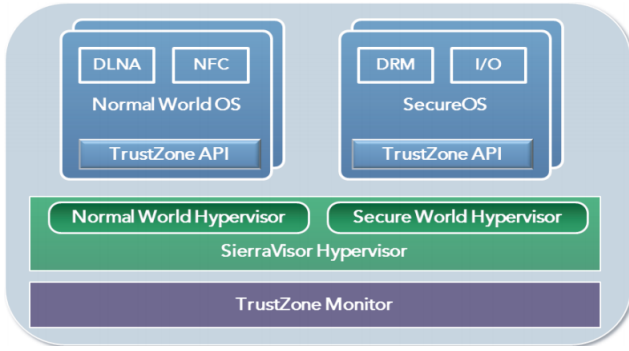 DLNA
NFC
Normal World OS
TrustZone API
DRM
I/O
SecureOS
TrustZone API
Normal World Hypervisor
Secure World Hypervisor
SierraVisor Hypervisor
TrustZone Monitor